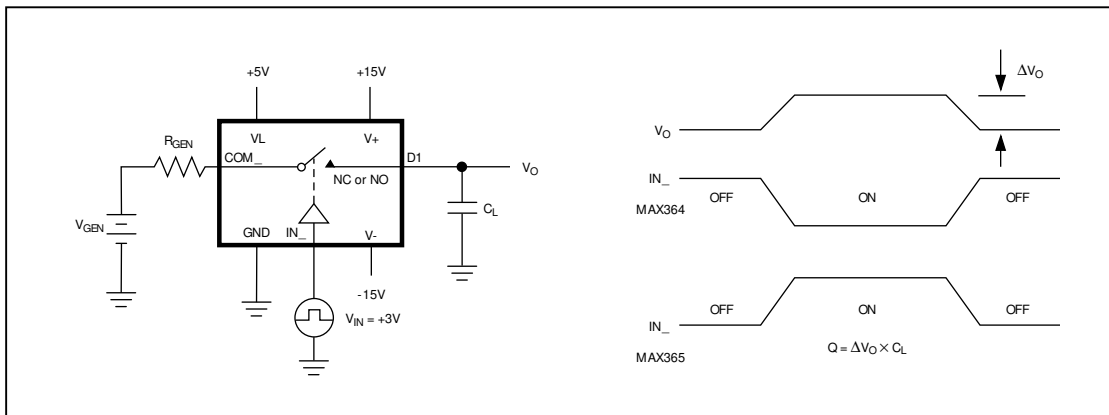 +5V
+15V
VL
V+
R_GEN
COM_
D1
V_O
NC or NO
C_L
V_GEN
GND
IN_
V-
-15V
V_IN = +3V
ΔV_O
V_O
IN_
OFF
ON
OFF
MAX364
OFF
ON
OFF
IN_
MAX365
Q = ΔV_O × C_L